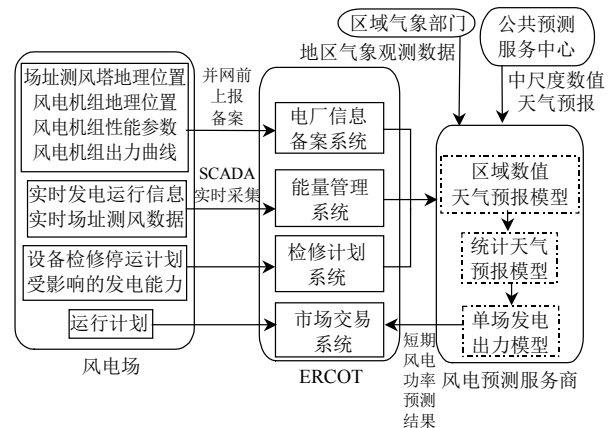 区域气象部门
地区气象观测数据
公共预测
服务中心
中尺度数值
天气预报
场址测风塔地理位置
风电机组地理位置
风电机组性能参数
风电机组出力曲线
并网前
上报
备案
电厂信息
备案系统
实时发电运行信息
实时场址测风数据
SCADA
实时采集
能量管理
系统
设备检修停运计划
受影响的发电能力
检修计划
系统
运行计划
市场交易
系统
风电场
ERCOT
区域数值
天气预报模型
统计天气
预报模型
单场发电
出力模型
短期
风电
功率
预测
结果
风电预测服务商